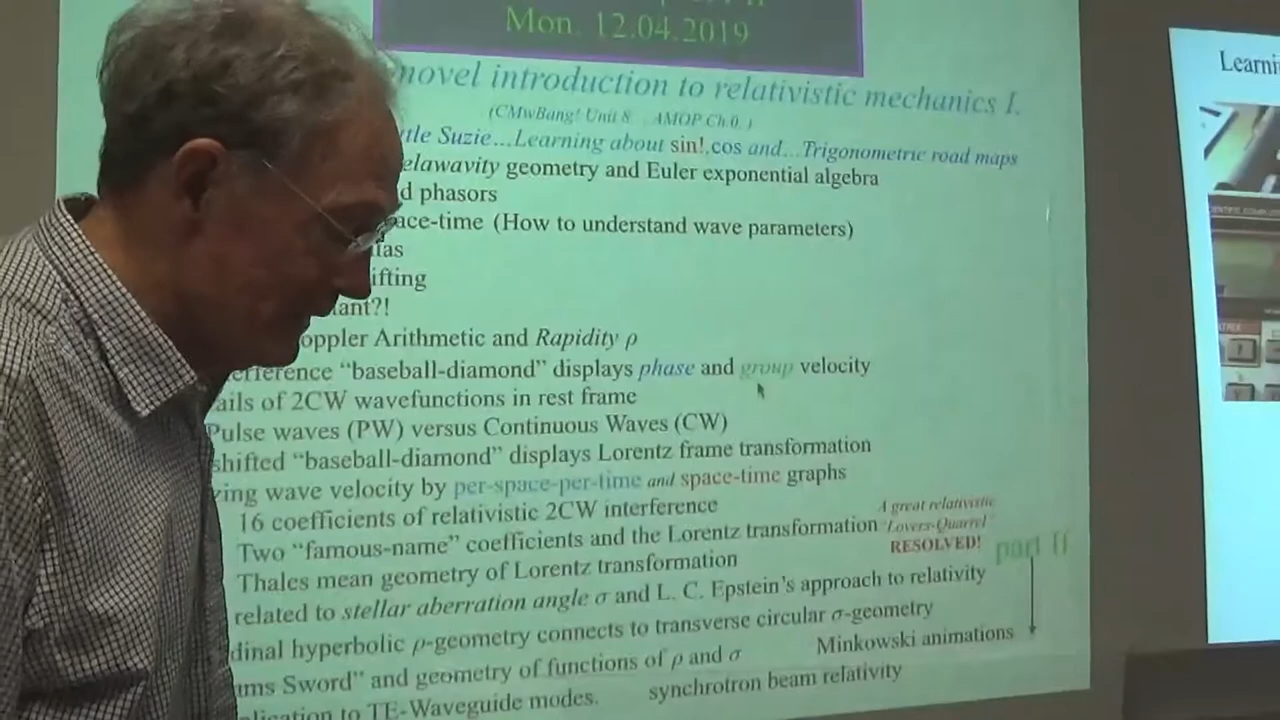 Mon. 12.04.2019
novel introduction to relativistic mechanics I.
(CMwBang! Unit 8 AMOP Ch.0. )
tle Suzie...Learning about sin!,cos and...Trigonometric road maps
elawavity geometry and Euler exponential algebra
d phasors
ace-time (How to understand wave parameters)
ias
ifting
ant?!
oppler Arithmetic and Rapidity ρ
erference “baseball-diamond” displays phase and group velocity
ails of 2CW wavefunctions in rest frame
Pulse waves (PW) versus Continuous Waves (CW)
shifted “baseball-diamond” displays Lorentz frame transformation
zing wave velocity by per-space-per-time and space-time graphs
16 coefficients of relativistic 2CW interference
Two “famous-name” coefficients and the Lorentz transformation
Thales mean geometry of Lorentz transformation
A great relativistic
“Lovers-Quarrel”
RESOLVED!
part II
related to stellar aberration angle σ and L. C. Epstein’s approach to relativity
dinal hyperbolic ρ-geometry connects to transverse circular σ-geometry
ms Sword” and geometry of functions of ρ and σ Minkowski animations
lication to TE-Waveguide modes. synchrotron beam relativity
Learni